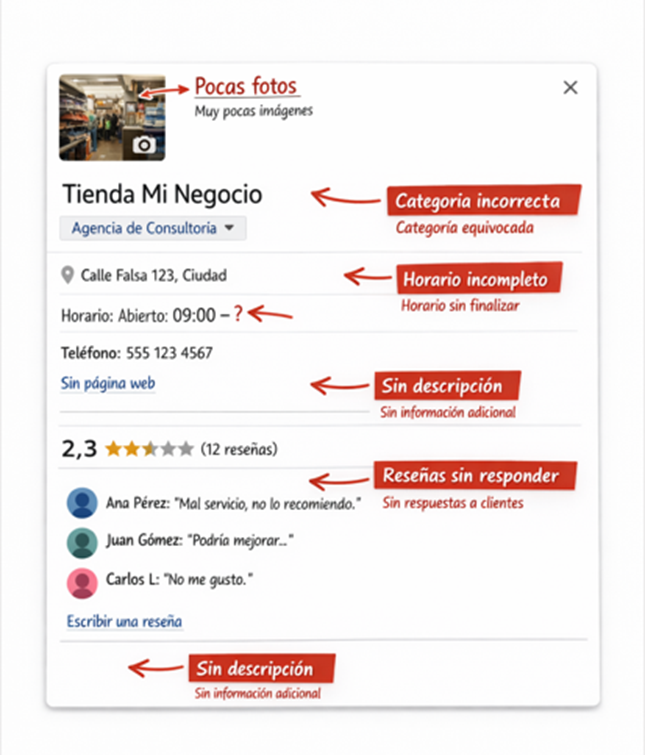 Pocas fotos
Muy pocas imágenes
Tienda Mi Negocio
Categoria incorrecta
Agencia de Consultoria
Categoría equivocada
Calle Falsa 123, Ciudad
Horario incompleto
Horario sin finalizar
Horario: Abierto: 09:00 – ?
Teléfono: 555 123 4567
Sin página web
Sin descripción
Sin información adicional
2,3 (12 reseñas)
Reseñas sin responder
Sin respuestas a clientes
Ana Pérez: "Mal servicio, no lo recomiendo."
Juan Gómez: "Podría mejorar..."
Carlos L: "No me gusto."
Escribir una reseña
Sin descripción
Sin información adicional